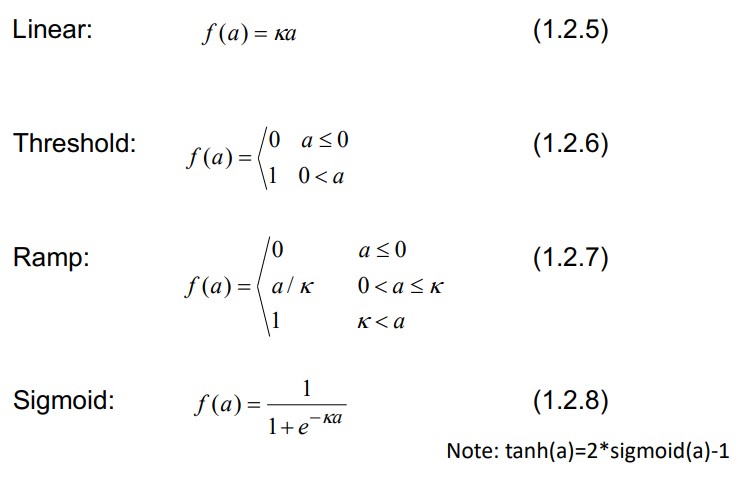 Linear: f(a) = κa (1.2.5)
Threshold: f(a) = ⟨ 0 a ≤ 0
1 0 < a (1.2.6)
Ramp: f(a) = ⟨ 0 a ≤ 0
a / κ 0 < a ≤ κ
1 κ < a (1.2.7)
Sigmoid: f(a) = 1 / (1 + e^{-κa}) (1.2.8)
Note: tanh(a)=2*sigmoid(a)-1